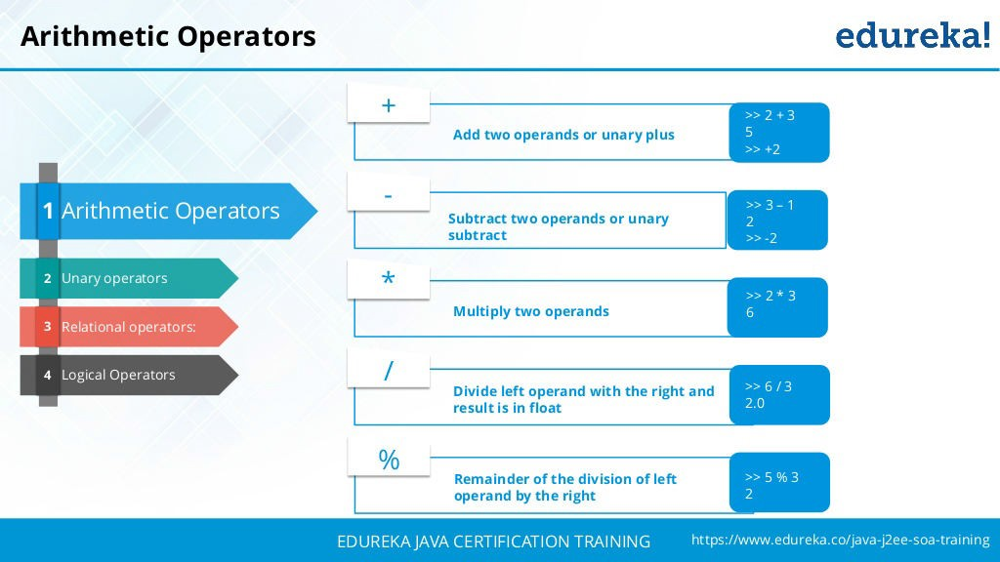 Arithmetic Operators
edureka!
1 Arithmetic Operators
2 Unary operators
3 Relational operators:
4 Logical Operators
+
Add two operands or unary plus
>> 2 + 3
5
>> +2
-
Subtract two operands or unary
subtract
>> 3 – 1
2
>> -2
*
Multiply two operands
>> 2 * 3
6
/
Divide left operand with the right and
result is in float
>> 6 / 3
2.0
%
Remainder of the division of left
operand by the right
>> 5 % 3
2
EDUREKA JAVA CERTIFICATION TRAINING
https://www.edureka.co/java-j2ee-soa-training